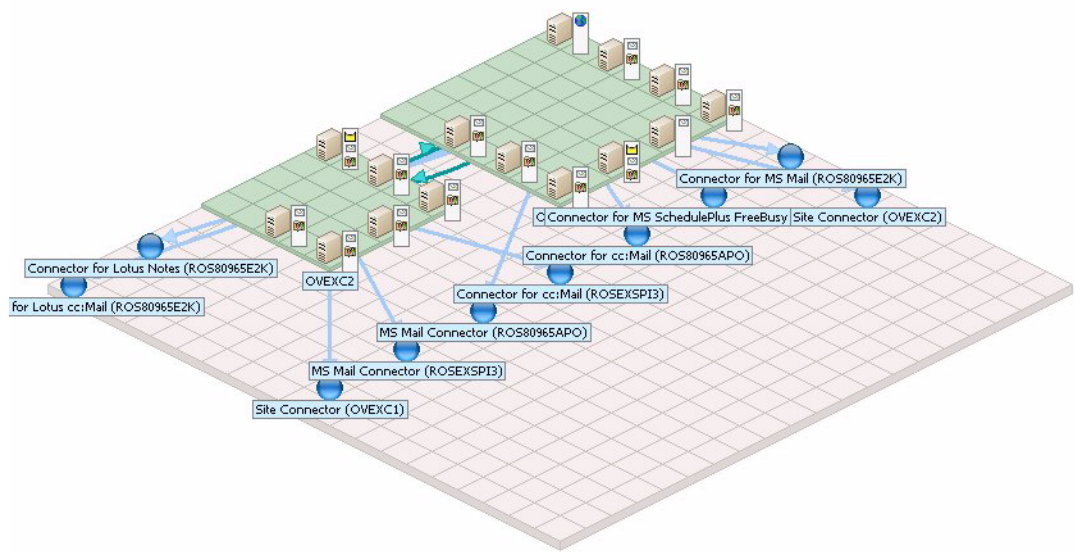 Connector for MS Mail (ROS80965E2K)
Connector for MS SchedulePlus FreeBusy
Site Connector (OVEXC2)
Connector for cc:Mail (ROS80965APO)
Connector for Lotus Notes (ROS80965E2K)
OVEXC2
Connector for cc:Mail (ROSEXSPI3)
for Lotus cc:Mail (ROS80965E2K)
MS Mail Connector (ROS80965APO)
MS Mail Connector (ROSEXSPI3)
Site Connector (OVEXC1)